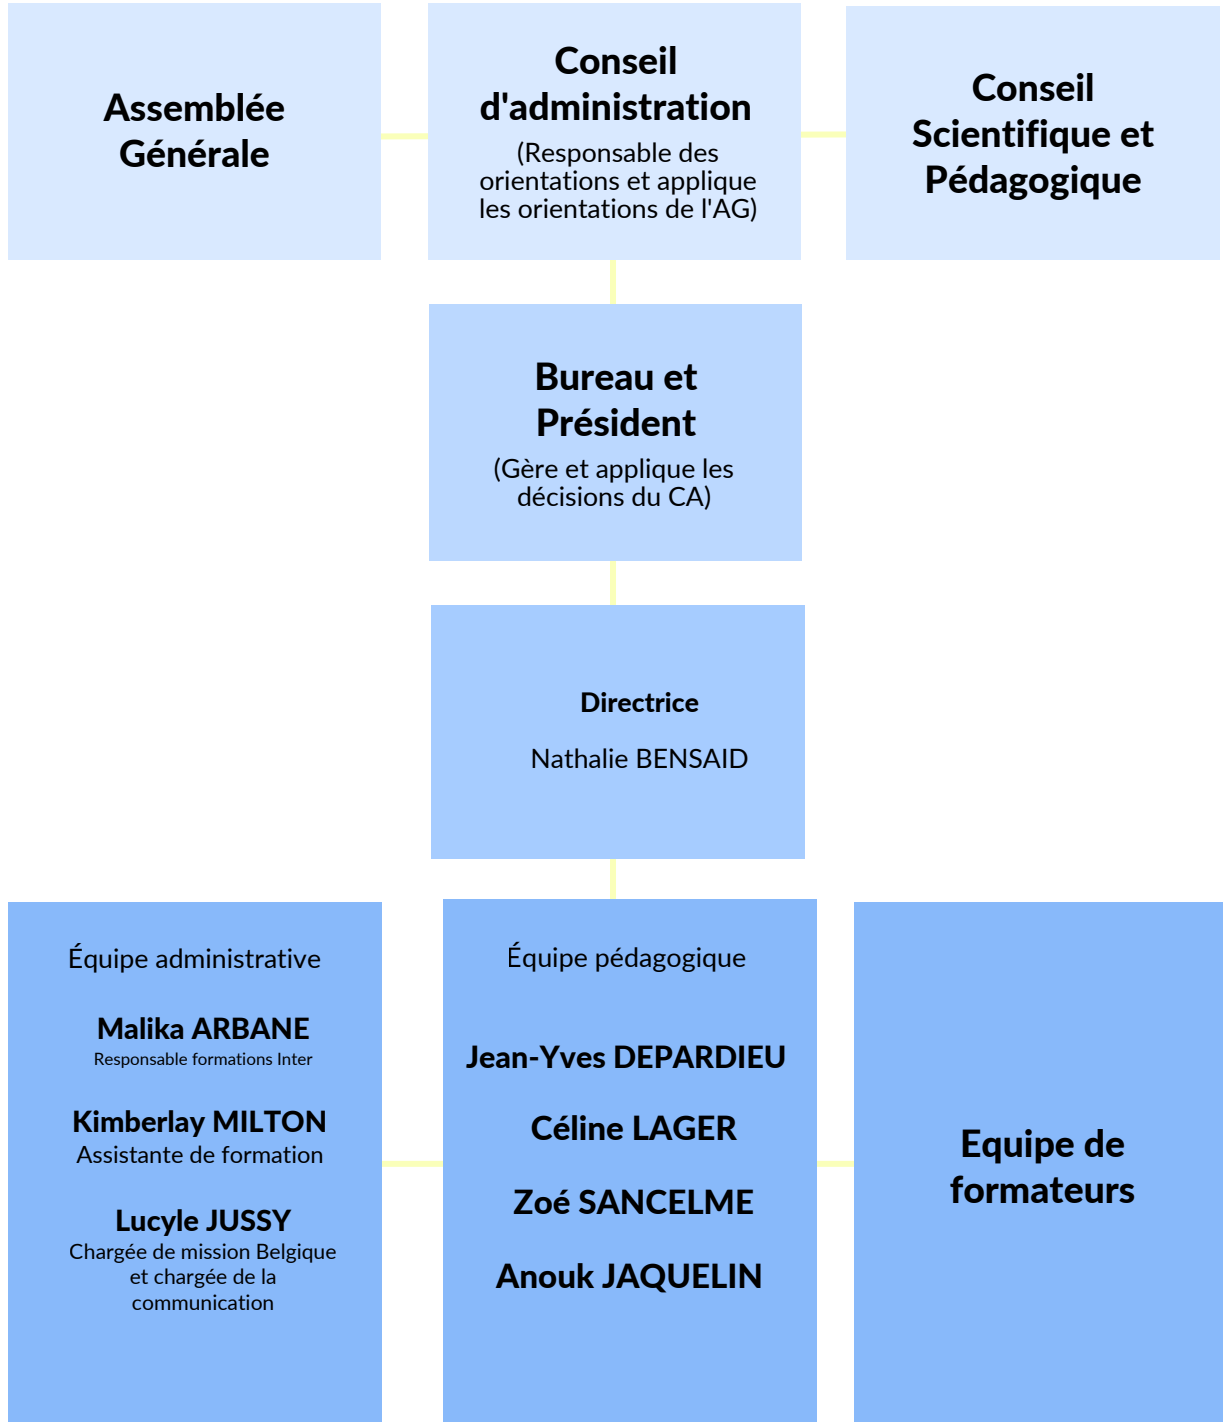 Assemblée
Générale
Conseil
d'administration
(Responsable des
orientations et applique
les orientations de l'AG)
Conseil
Scientifique et
Pédagogique
Bureau et
Président
(Gère et applique les
décisions du CA)
Directrice
Nathalie BENSAID
Équipe administrative
Malika ARBANE
Responsable formations Inter
Kimberlay MILTON
Assistante de formation
Lucyle JUSSY
Chargée de mission Belgique
et chargée de la
communication
Équipe pédagogique
Jean-Yves DEPARDIEU
Céline LAGER
Zoé SANCELME
Anouk JAQUELIN
Equipe de
formateurs